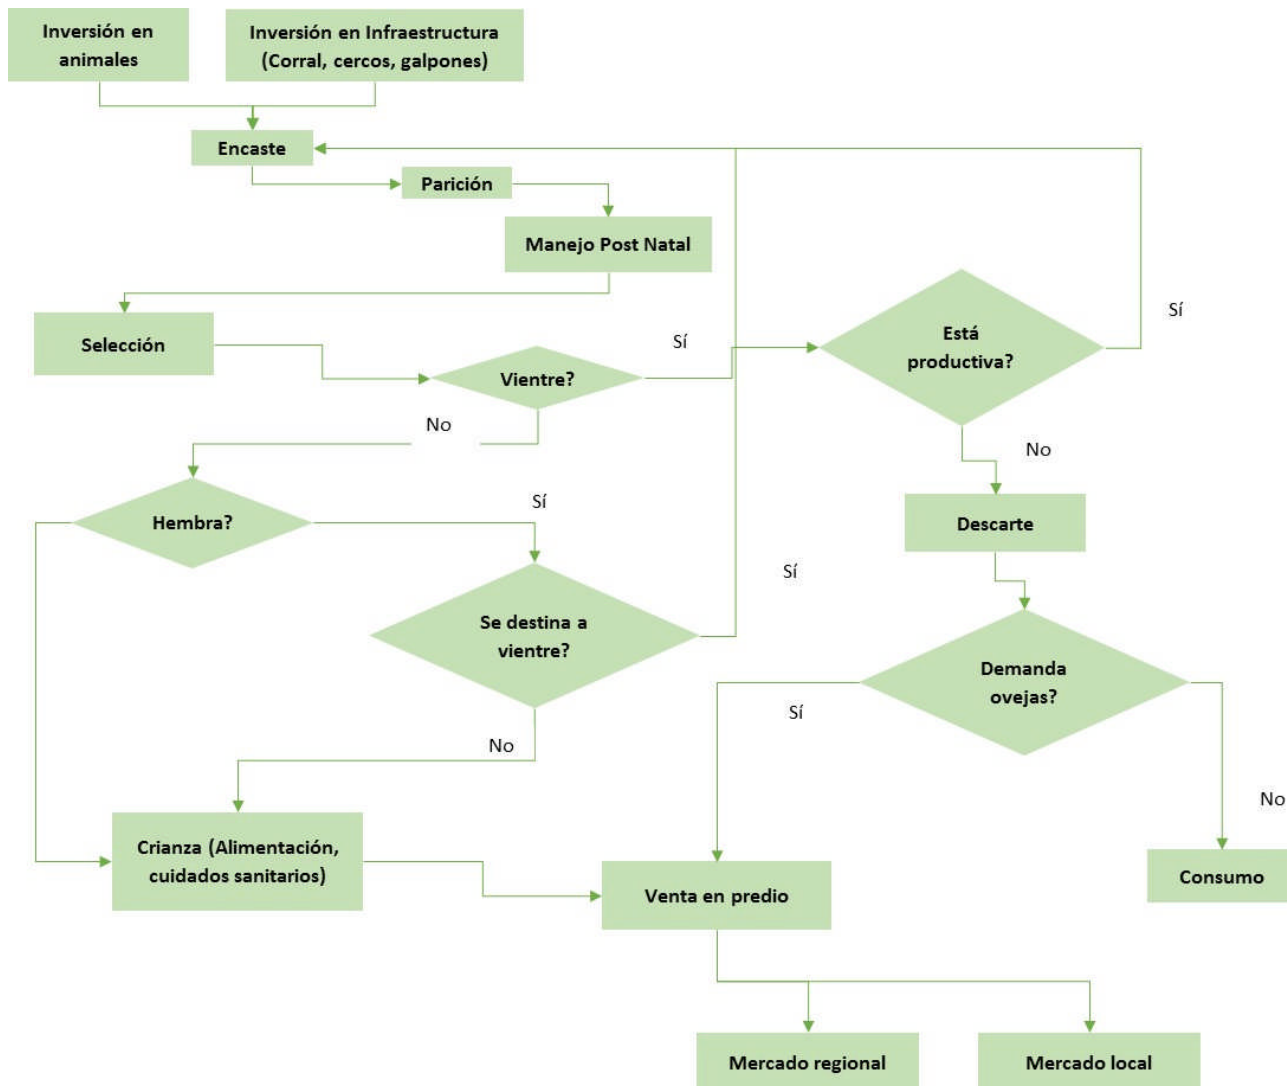 Inversión en
animales
Inversión en Infraestructura
(Corral, cercos, galpones)
Encaste
Parición
Manejo Post Natal
Selección
Vientre?
Sí
Está
productiva?
Sí
No
No
Hembra?
Sí
Descarte
Se destina a
vientre?
Sí
Demanda
ovejas?
Sí
No
No
Crianza (Alimentación,
cuidados sanitarios)
Venta en predio
Consumo
Mercado regional
Mercado local